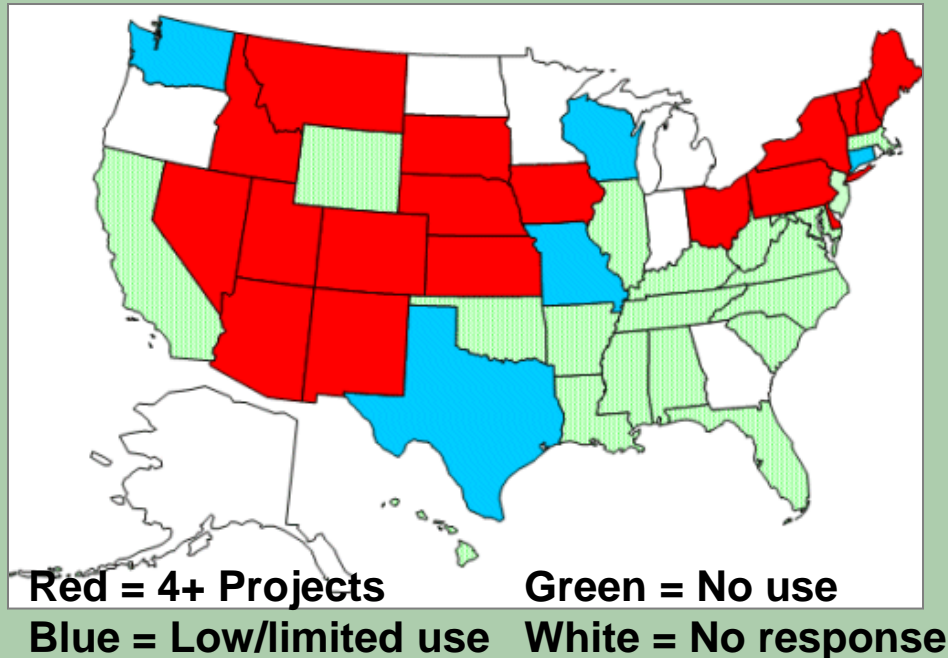 Red = 4+ Projects Green = No use
Blue = Low/limited use White = No response